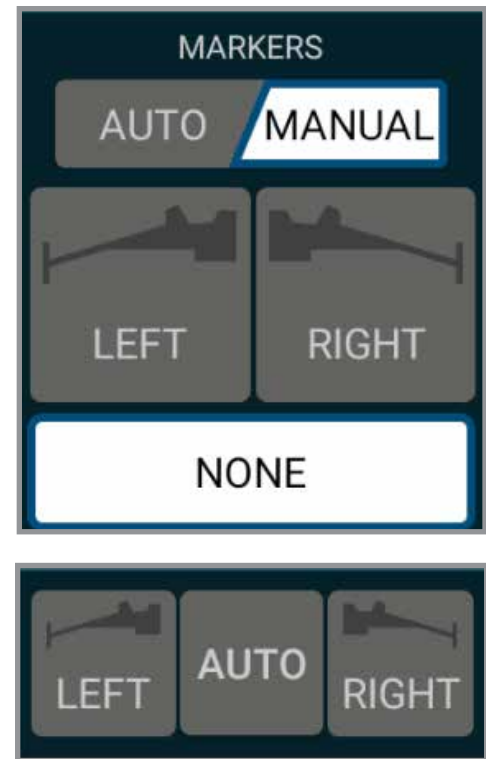 MARKERS
AUTO MANUAL
LEFT RIGHT
NONE
LEFT AUTO RIGHT